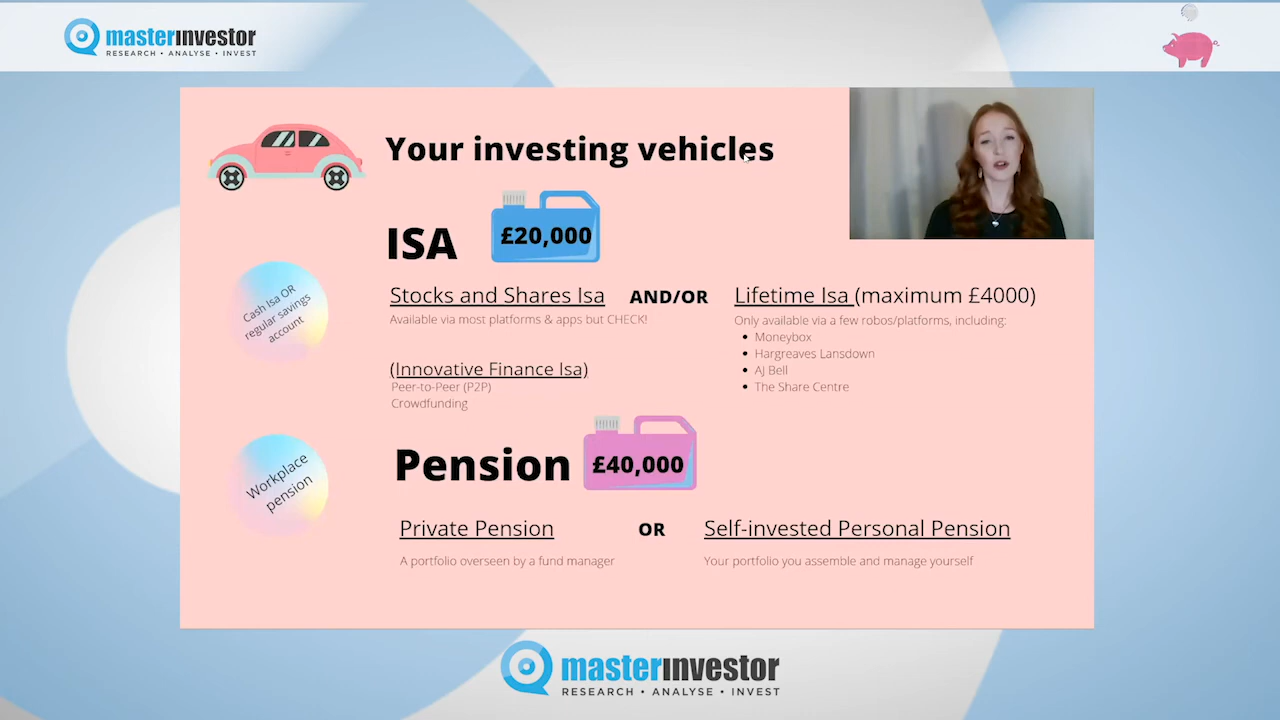 masterinvestor
RESEARCH • ANALYSE • INVEST
Your investing vehicles
ISA
£20,000
Cash Isa OR
regular savings
account
Stocks and Shares Isa
AND/OR
Lifetime Isa (maximum £4000)
Available via most platforms & apps but CHECK!
Only available via a few robos/platforms, including:
• Moneybox
• Hargreaves Lansdown
• AJ Bell
• The Share Centre
(Innovative Finance Isa)
Peer-to-Peer (P2P)
Crowdfunding
Workplace
pension
Pension
£40,000
Private Pension
OR
Self-invested Personal Pension
A portfolio overseen by a fund manager
Your portfolio you assemble and manage yourself
masterinvestor
RESEARCH • ANALYSE • INVEST